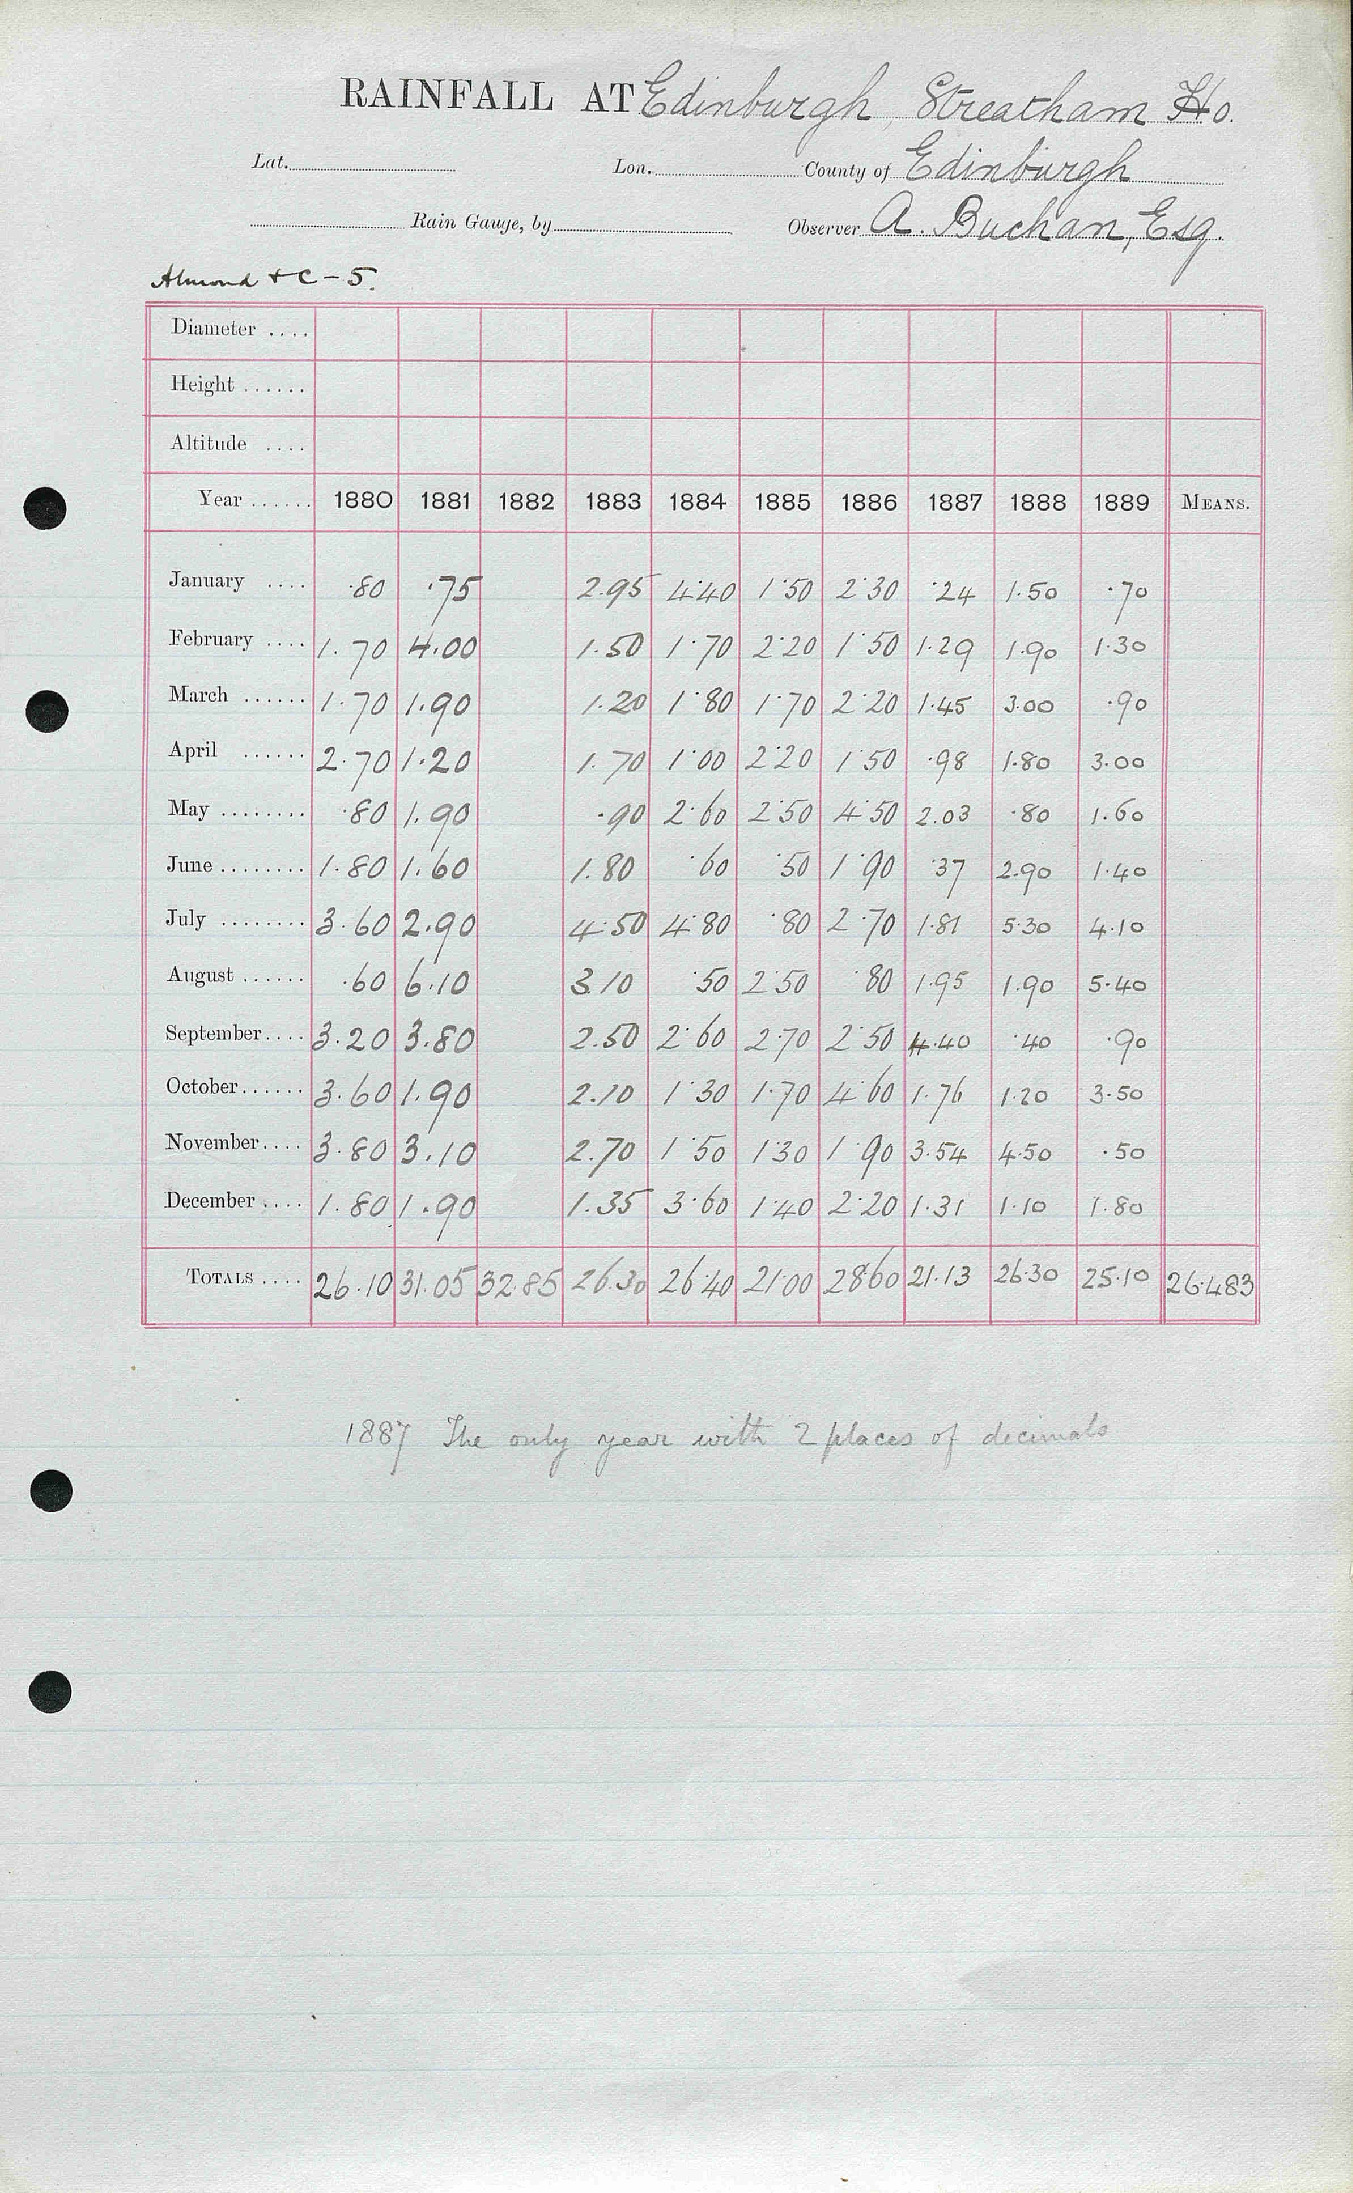 RAINFALL AT Edinburgh, Streatham Ho.
Lat. Lon. County of Edinburgh
Rain Gauge, by Observer A. Buchan, Esq.
Almond & C - 5.
Diameter ....
Height ......
Altitude ....
Year ...... 1880 1881 1882 1883 1884 1885 1886 1887 1888 1889 MEANS.
January .... ·80 ·75 2.95 4·40 1·50 2·30 ·24 1·50 ·70
February .... 1·70 4.00 1·50 1·70 2·20 1·50 1·29 1·90 1·30
March ...... 1·70 1.90 1·20 1·80 1·70 2·20 1·45 3·00 ·90
April ...... 2·70 1·20 1·70 1·00 2·20 1·50 ·98 1·80 3·00
May ........ ·80 1.90 ·90 2·60 2·50 4·50 2·03 ·80 1·60
June ........ 1·80 1.60 1.80 ·60 ·50 1·90 ·37 2·90 1·40
July ........ 3·60 2.90 4·50 4·80 ·80 2·70 1·81 5·30 4·10
August ...... ·60 6.10 3.10 ·50 2·50 ·80 1·95 1·90 5·40
September.... 3·20 3.80 2.50 2·60 2·70 2·50 4·40 ·40 ·90
October...... 3·60 1.90 2.10 1·30 1·70 4·60 1·76 1·20 3·50
November.... 3·80 3.10 2.70 1·50 1·30 1·90 3·54 4·50 ·50
December .... 1·80 1.90 1.35 3·60 1·40 2·20 1·31 1·10 1·80
TOTALS .... 26·10 31.05 32.85 26.30 26·40 21·00 28·60 21·13 26·30 25·10 26·483
1887 The only year with 2 places of decimals